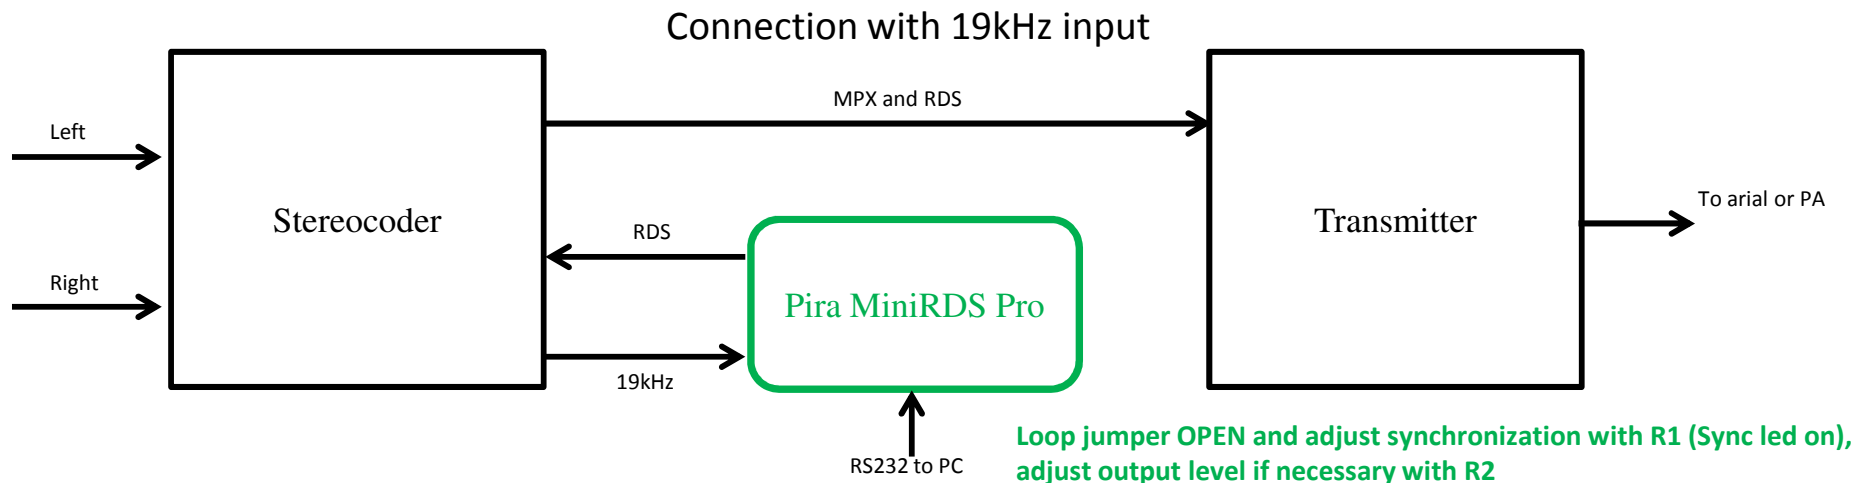 Connection with 19kHz input
MPX and RDS
Left
Stereocoder
Transmitter
To arial or PA
RDS
Right
Pira MiniRDS Pro
19kHz
RS232 to PC
Loop jumper OPEN and adjust synchronization with R1 (Sync led on),
adjust output level if necessary with R2